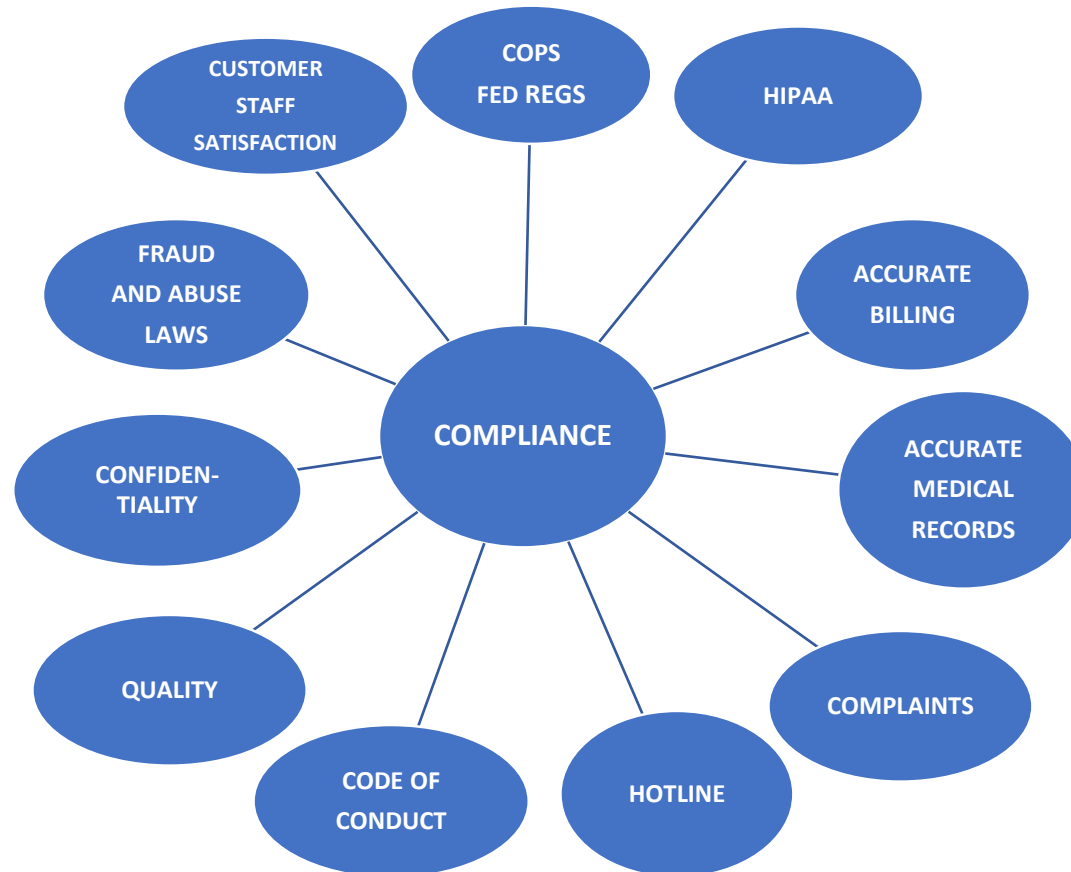 CUSTOMER
STAFF
SATISFACTION
COPS
FED REGS
HIPAA
FRAUD
AND ABUSE
LAWS
ACCURATE
BILLING
COMPLIANCE
CONFIDEN-
TIALITY
ACCURATE
MEDICAL
RECORDS
QUALITY
COMPLAINTS
CODE OF
CONDUCT
HOTLINE